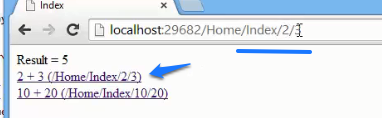 Index
localhost:29682/Home/Index/2/3
Result = 5
2 + 3 (/Home/Index/2/3)
10 + 20 (/Home/Index/10/20)